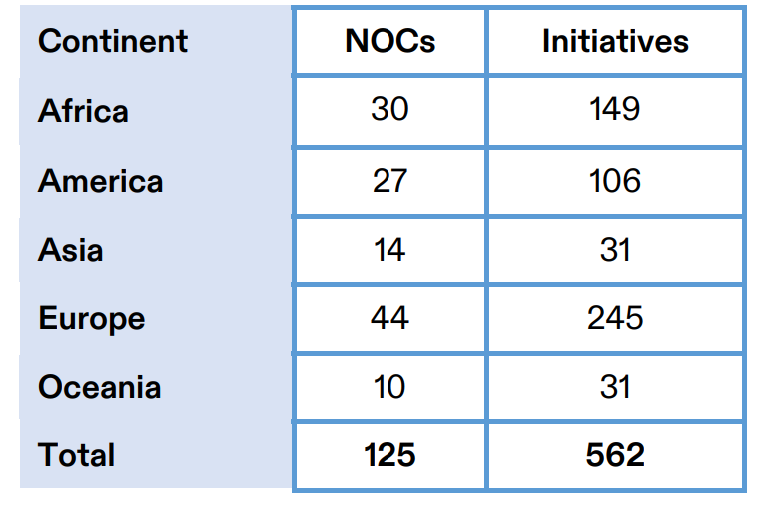 Continent NOCs Initiatives
Africa 30 149
America 27 106
Asia 14 31
Europe 44 245
Oceania 10 31
Total 125 562